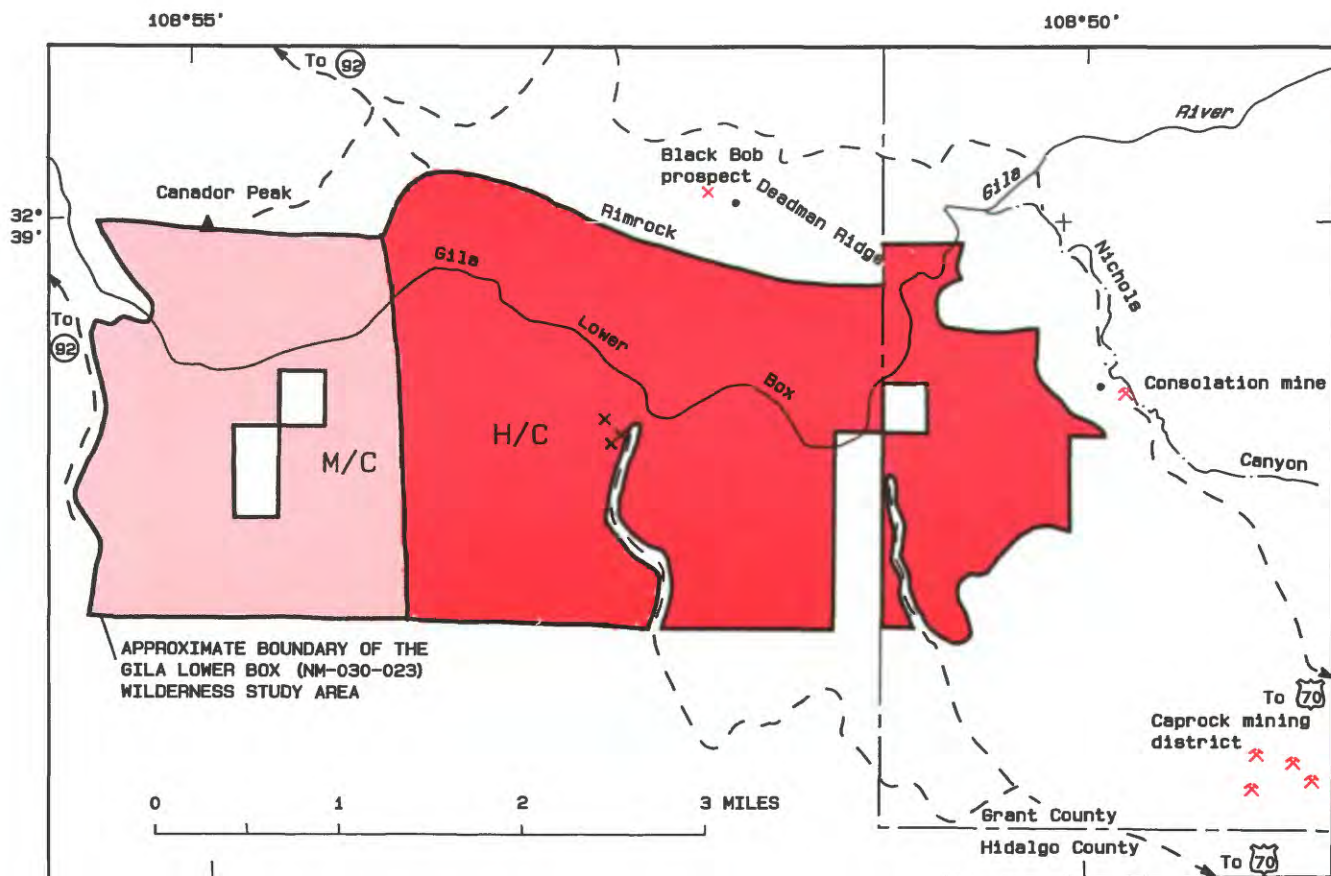 108°55'
108°50'
To 92
River
Black Bob
prospect
Canador Peak
Gila
Deadman Ridge
32°
39'
Rimrock
Nichols
Gila
To
92
Lower
Box
Consolation mine
H/C
M/C
Canyon
APPROXIMATE BOUNDARY OF THE
GILA LOWER BOX (NM-030-023)
WILDERNESS STUDY AREA
To 70
Caprock mining
district
0 1 2 3 MILES
Grant County
Hidalgo County
To 70